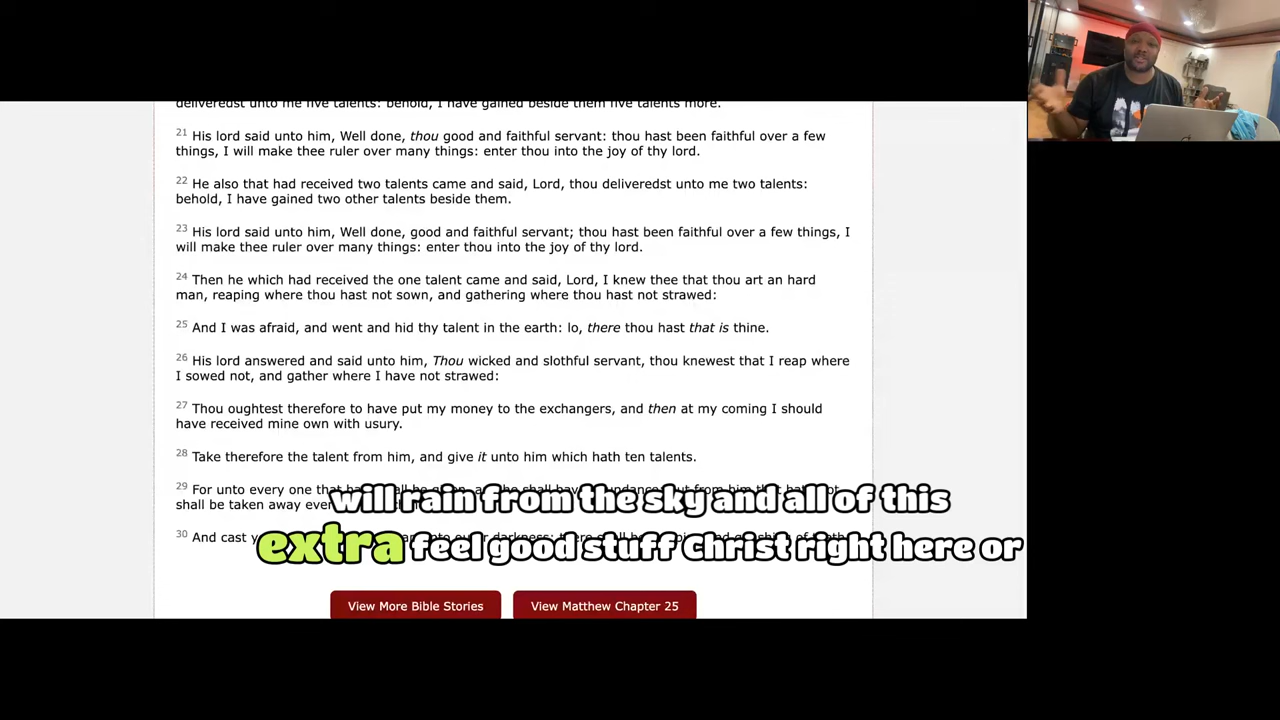 deliveredst unto me five talents: behold, I have gained beside them five talents more.
21 His lord said unto him, Well done, thou good and faithful servant: thou hast been faithful over a few
things, I will make thee ruler over many things: enter thou into the joy of thy lord.
22 He also that had received two talents came and said, Lord, thou deliveredst unto me two talents:
behold, I have gained two other talents beside them.
23 His lord said unto him, Well done, good and faithful servant; thou hast been faithful over a few things, I
will make thee ruler over many things: enter thou into the joy of thy lord.
24 Then he which had received the one talent came and said, Lord, I knew thee that thou art an hard
man, reaping where thou hast not sown, and gathering where thou hast not strawed:
25 And I was afraid, and went and hid thy talent in the earth: lo, there thou hast that is thine.
26 His lord answered and said unto him, Thou wicked and slothful servant, thou knewest that I reap where
I sowed not, and gather where I have not strawed:
27 Thou oughtest therefore to have put my money to the exchangers, and then at my coming I should
have received mine own with usury.
28 Take therefore the talent from him, and give it unto him which hath ten talents.
29 For unto every one that
shall be taken away
30 And cast
will rain from the sky and all of this
extra feel good stuff Christ right here or
View More Bible Stories
View Matthew Chapter 25